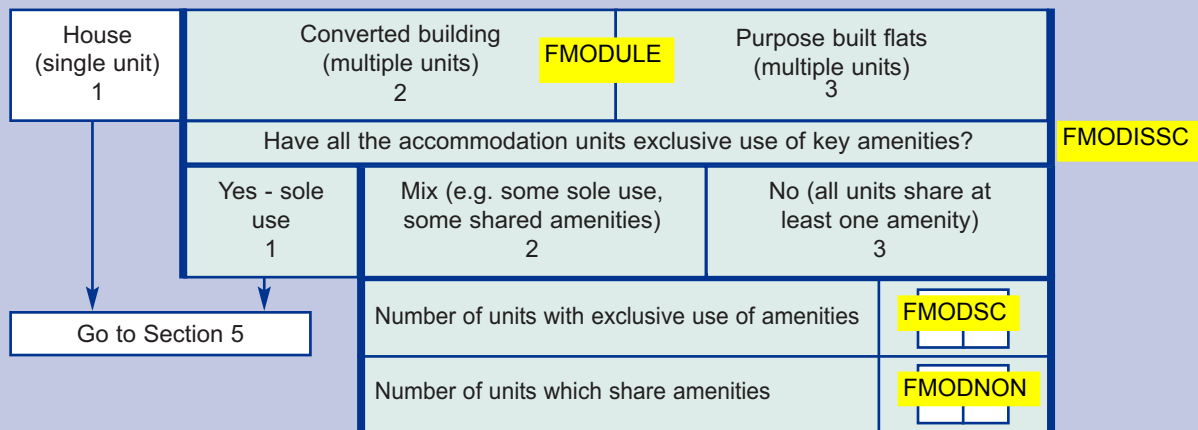 House
(single unit)
1
Converted building
(multiple units)
2
FMODULE
Purpose built flats
(multiple units)
3
Have all the accommodation units exclusive use of key amenities?
FMODISSC
Yes - sole
use
1
Mix (e.g. some sole use,
some shared amenities)
2
No (all units share at
least one amenity)
3
Go to Section 5
Number of units with exclusive use of amenities
FMODSC
Number of units which share amenities
FMODNON